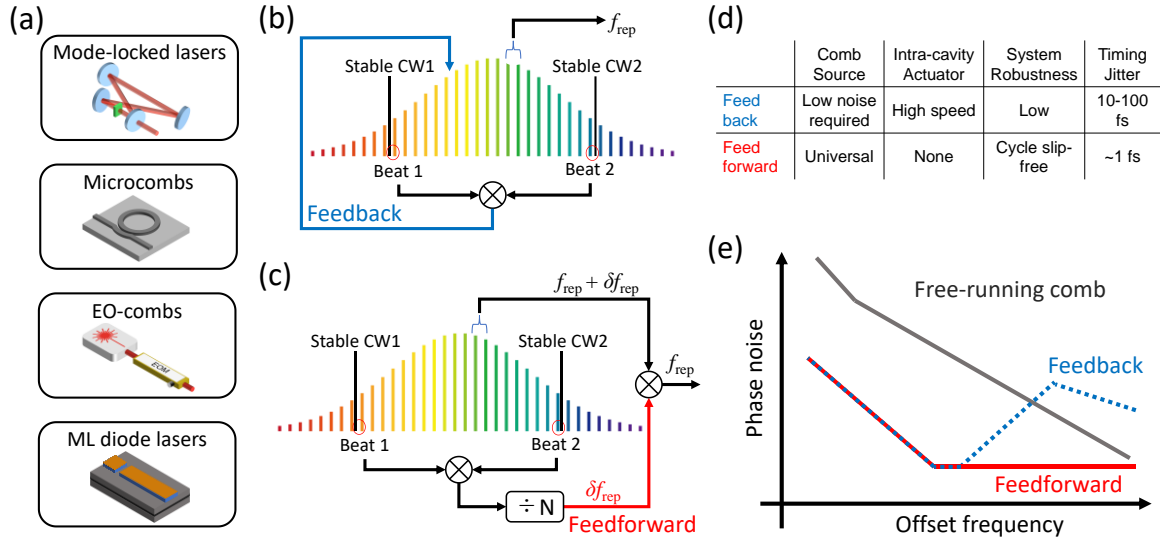 (a)
Mode-locked lasers
Microcombs
EO-combs
EOM
ML diode lasers
(b)
f_rep
Stable CW1
Stable CW2
Beat 1
Beat 2
Feedback
(c)
f_rep + δf_rep
Stable CW1
Stable CW2
f_rep
Beat 1
Beat 2
÷ N
δf_rep
Feedforward
(d)
Comb Source
Intra-cavity Actuator
System Robustness
Timing Jitter
Feed back
Low noise required
High speed
Low
10-100 fs
Feed forward
Universal
None
Cycle slip-free
~1 fs
(e)
Phase noise
Free-running comb
Feedback
Feedforward
Offset frequency